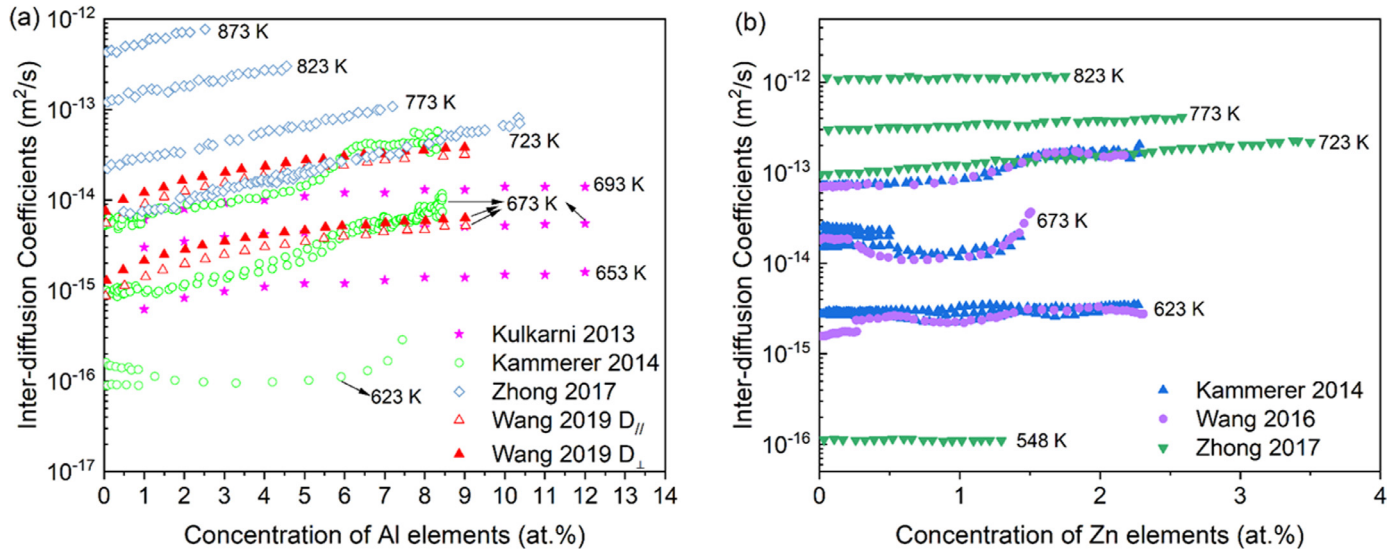 (a)
Inter-diffusion Coefficients (m²/s)
10⁻¹²
10⁻¹³
10⁻¹⁴
10⁻¹⁵
10⁻¹⁶
10⁻¹⁷
873 K
823 K
773 K
723 K
693 K
673 K
653 K
623 K
Kulkarni 2013
Kammerer 2014
Zhong 2017
Wang 2019 D//
Wang 2019 D⊥
0 1 2 3 4 5 6 7 8 9 10 11 12 13 14
Concentration of Al elements (at.%)
(b)
Inter-diffusion Coefficients (m²/s)
10⁻¹²
10⁻¹³
10⁻¹⁴
10⁻¹⁵
10⁻¹⁶
823 K
773 K
723 K
673 K
623 K
Kammerer 2014
Wang 2016
Zhong 2017
548 K
0 1 2 3 4
Concentration of Zn elements (at.%)